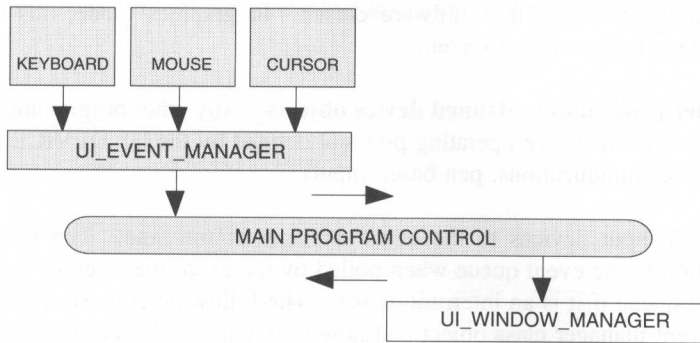 KEYBOARD
MOUSE
CURSOR
UI_EVENT_MANAGER
MAIN PROGRAM CONTROL
UI_WINDOW_MANAGER